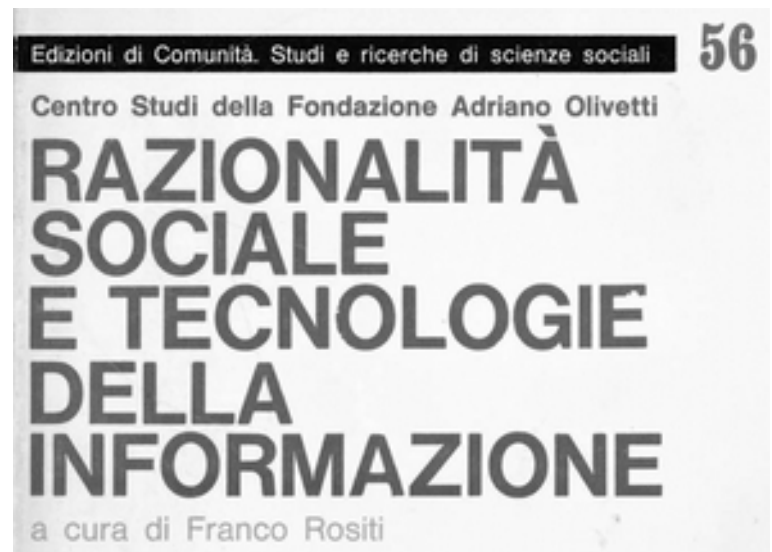 Edizioni di Comunità. Studi e ricerche di scienze sociali 56
Centro Studi della Fondazione Adriano Olivetti
RAZIONALITÀ
SOCIALE
E TECNOLOGIE
DELLA
INFORMAZIONE
a cura di Franco Rositi